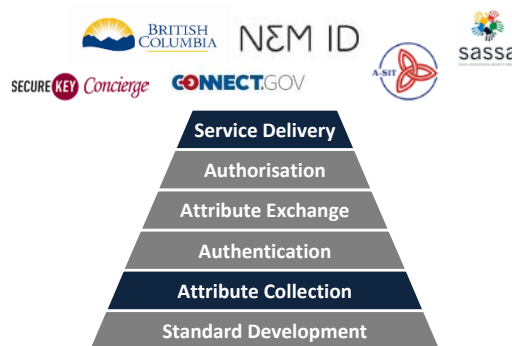 BRITISH
COLUMBIA
NΣM ID
A-SIT
sassa
SECUREKEY Concierge
CONNECT.GOV
Service Delivery
Authorisation
Attribute Exchange
Authentication
Attribute Collection
Standard Development